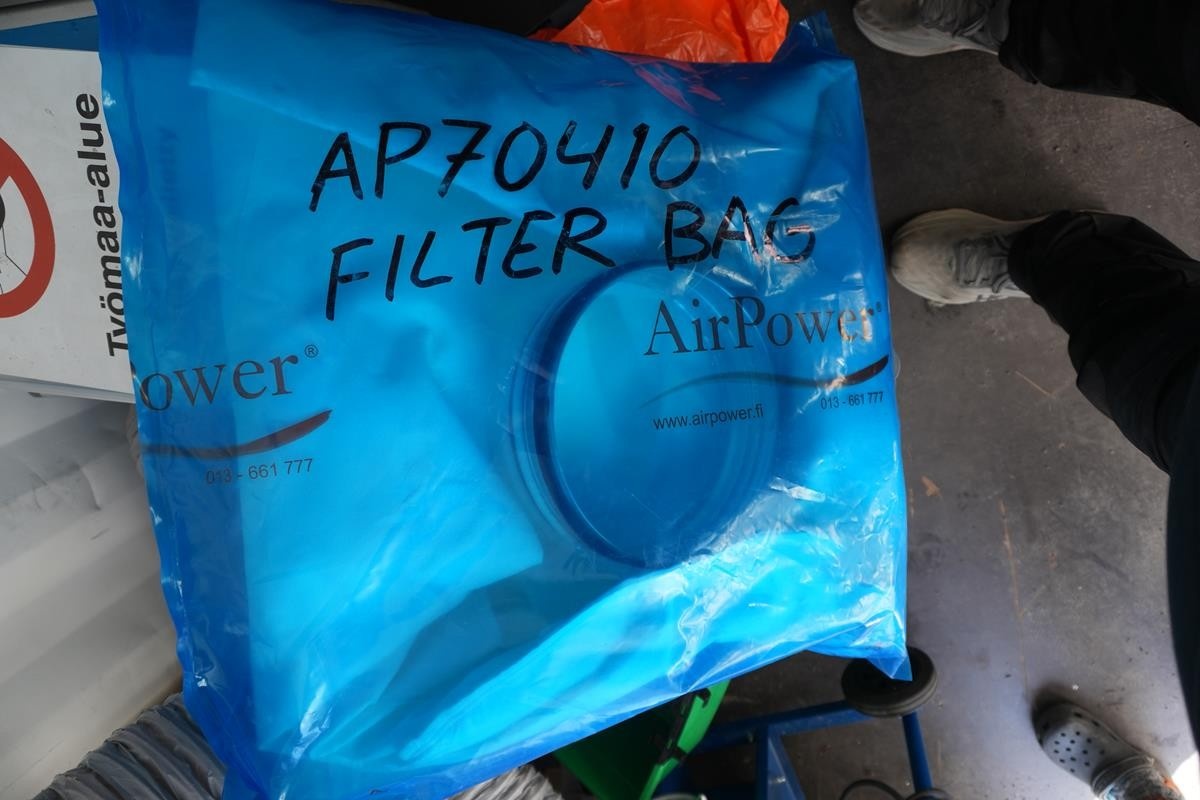 AP70410
FILTER BAG
AirPower®
www.airpower.fi
013 - 661 777
ower®
013 - 661 777
Työmaa-alue